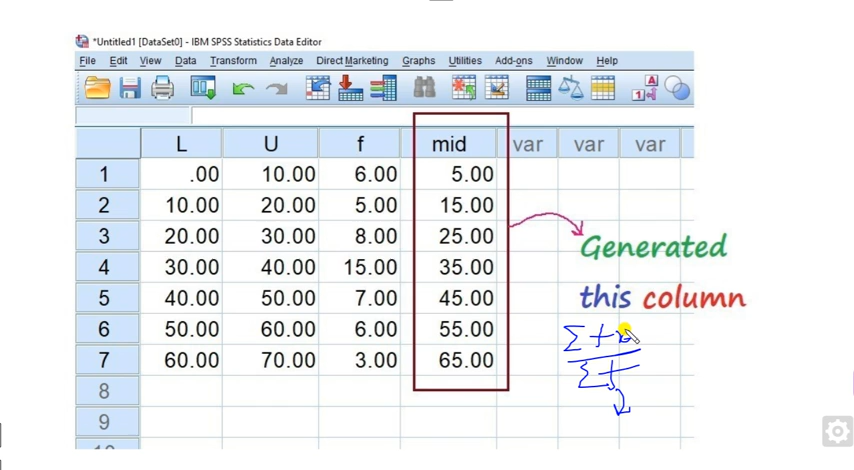 *Untitled1 [DataSet0] - IBM SPSS Statistics Data Editor
File Edit View Data Transform Analyze Direct Marketing Graphs Utilities Add-ons Window Help
L U f mid var var var
1 .00 10.00 6.00 5.00
2 10.00 20.00 5.00 15.00
3 20.00 30.00 8.00 25.00
4 30.00 40.00 15.00 35.00
5 40.00 50.00 7.00 45.00
6 50.00 60.00 6.00 55.00
7 60.00 70.00 3.00 65.00
8
9
Generated
this column
Σf